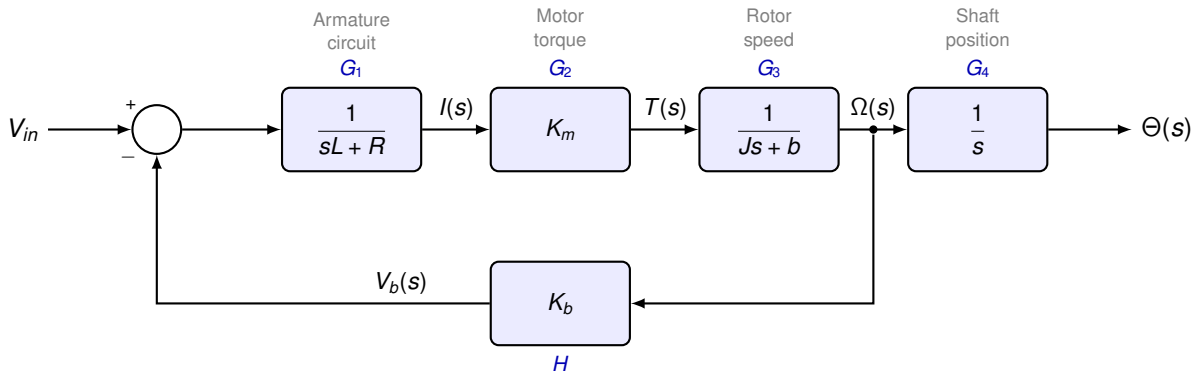 Armature
circuit
G₁
Motor
torque
G₂
Rotor
speed
G₃
Shaft
position
G₄
V_in
+
−
1
sL + R
I(s)
K_m
T(s)
1
Js + b
Ω(s)
1
s
Θ(s)
V_b(s)
K_b
H